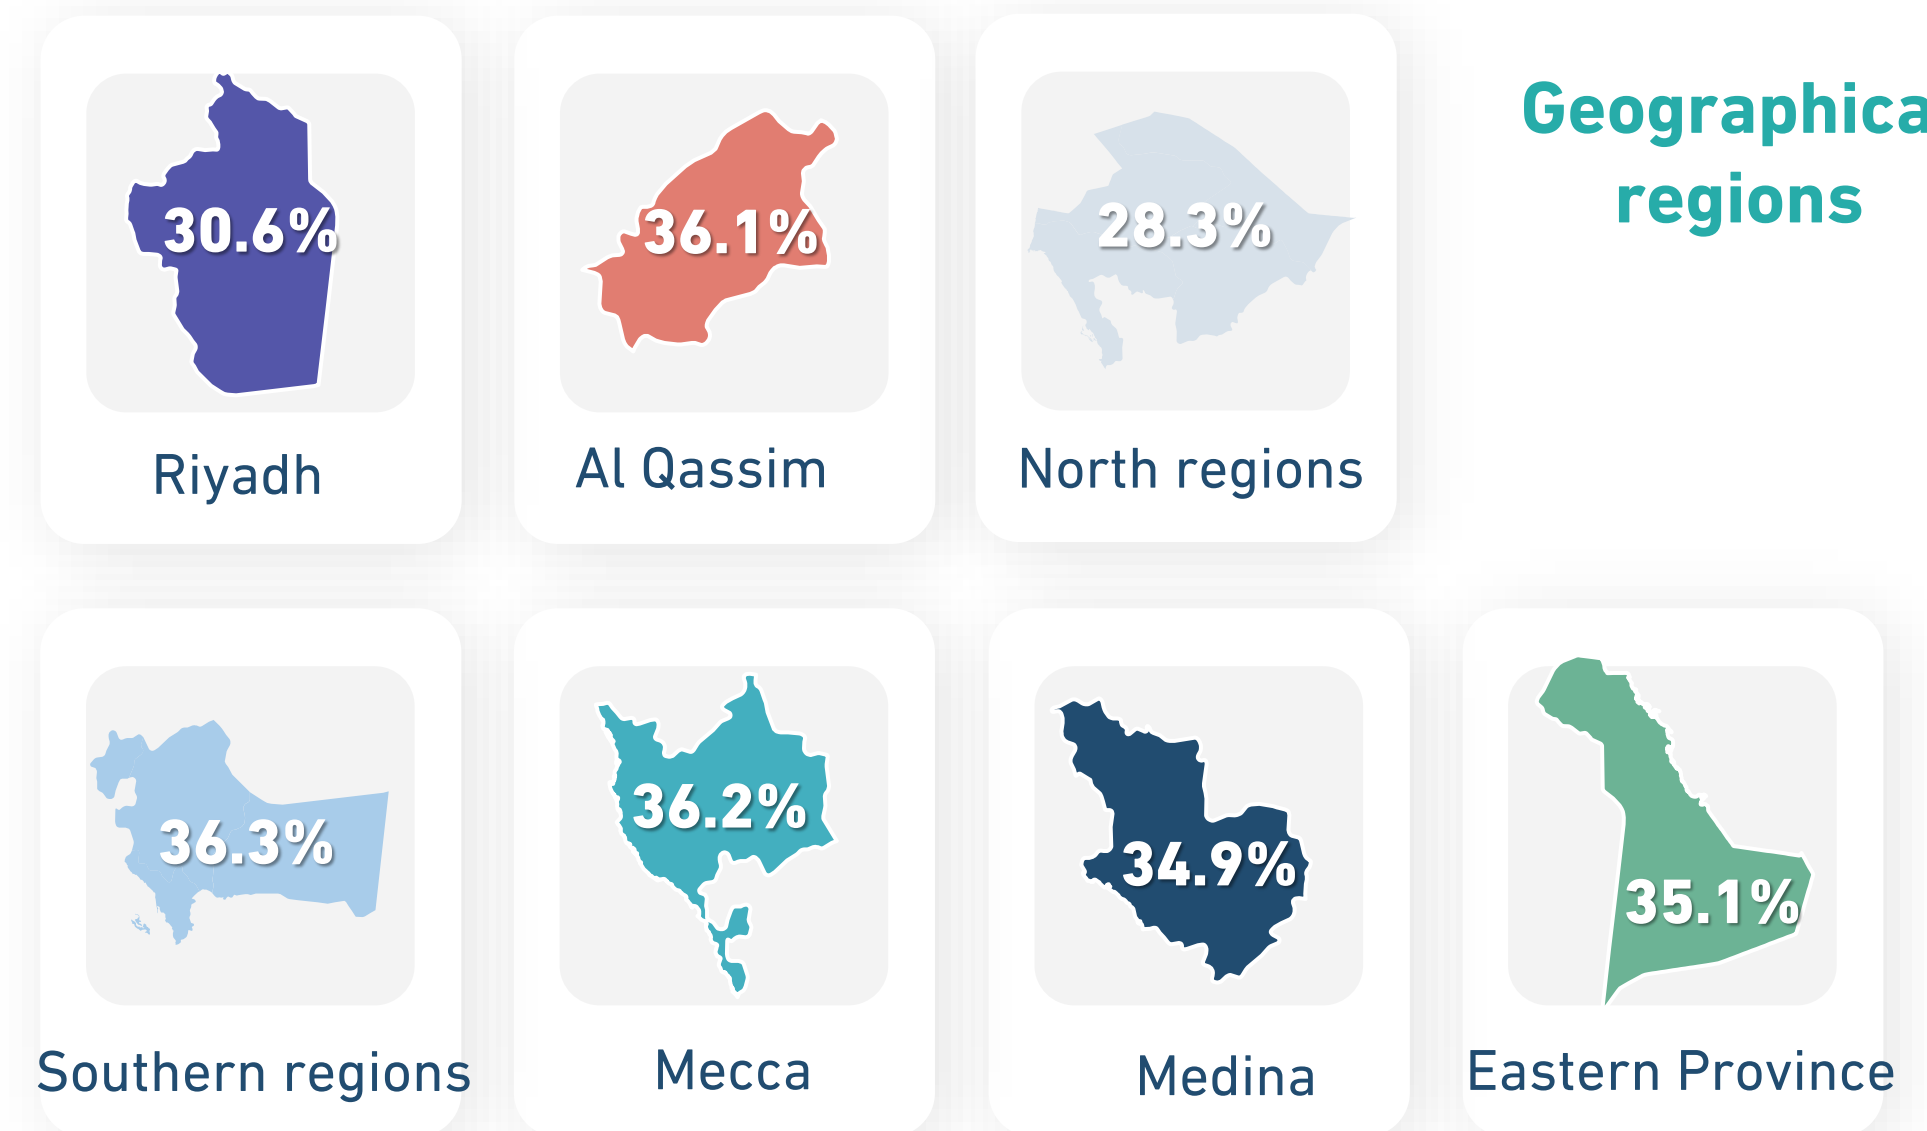 Geographica
regions
30.6%
Riyadh
36.1%
Al Qassim
28.3%
North regions
36.3%
Southern regions
36.2%
Mecca
34.9%
Medina
35.1%
Eastern Province